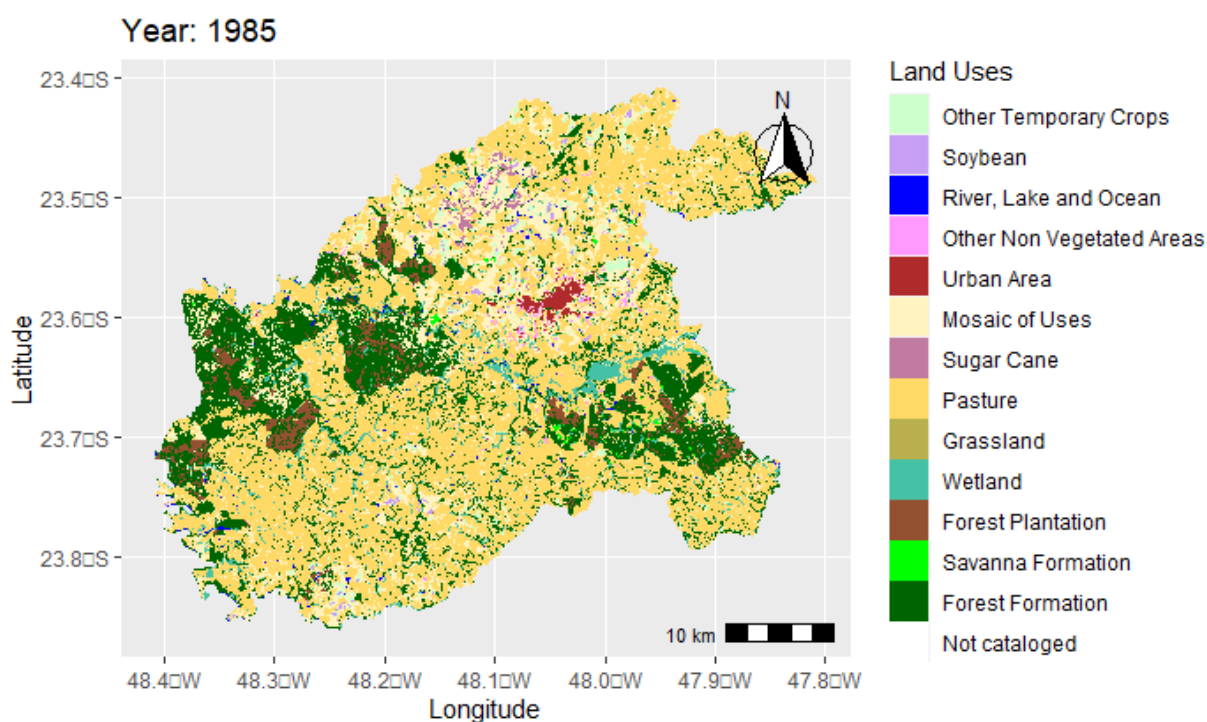 Year: 1985
23.4□S
23.5□S
23.6□S
23.7□S
23.8□S
Latitude
48.4□W 48.3□W 48.2□W 48.1□W 48.0□W 47.9□W 47.8□W
Longitude
N
10 km
Land Uses
Other Temporary Crops
Soybean
River, Lake and Ocean
Other Non Vegetated Areas
Urban Area
Mosaic of Uses
Sugar Cane
Pasture
Grassland
Wetland
Forest Plantation
Savanna Formation
Forest Formation
Not cataloged